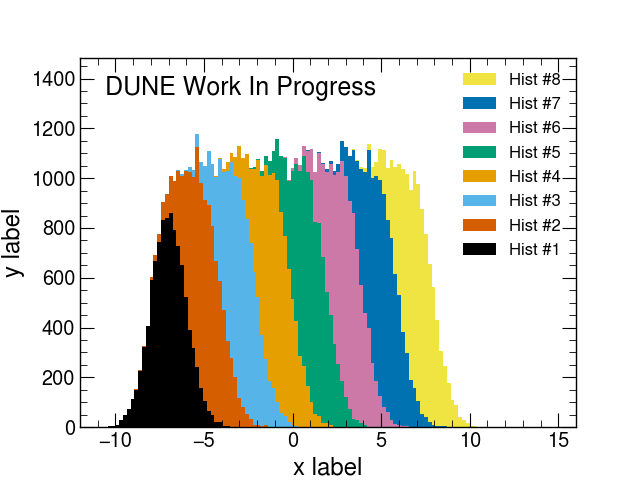 DUNE Work In Progress
Hist #8
Hist #7
Hist #6
Hist #5
Hist #4
Hist #3
Hist #2
Hist #1
y label
1400
1200
1000
800
600
400
200
0
−10 −5 0 5 10 15
x label